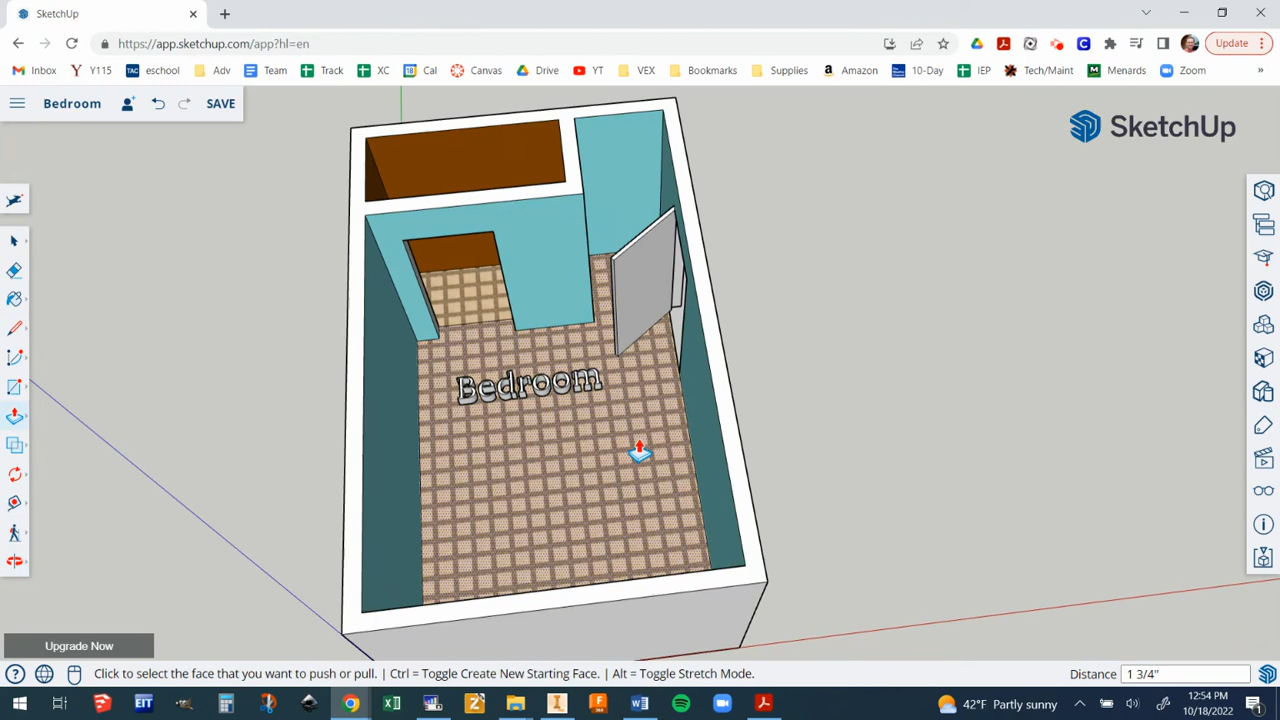 SketchUp
https://app.sketchup.com/app?hl=en
Update
Inbox
Y115
eschool
Adv
Team
Track
XC
Cal
Canvas
Drive
YT
VEX
Bookmarks
Supplies
Amazon
10-Day
IEP
Tech/Maint
Menards
Zoom
»
Bedroom
SAVE
SketchUp
Bedroom
Upgrade Now
Click to select the face that you want to push or pull. | Ctrl = Toggle Create New Starting Face. | Alt = Toggle Stretch Mode.
Distance
1 3/4"
EIT
42°F Partly sunny
12:54 PM
10/18/2022